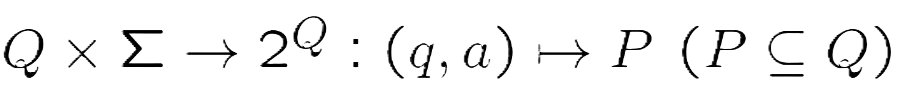 Q × Σ → 2^Q : (q, a) ↦ P (P ⊆ Q)